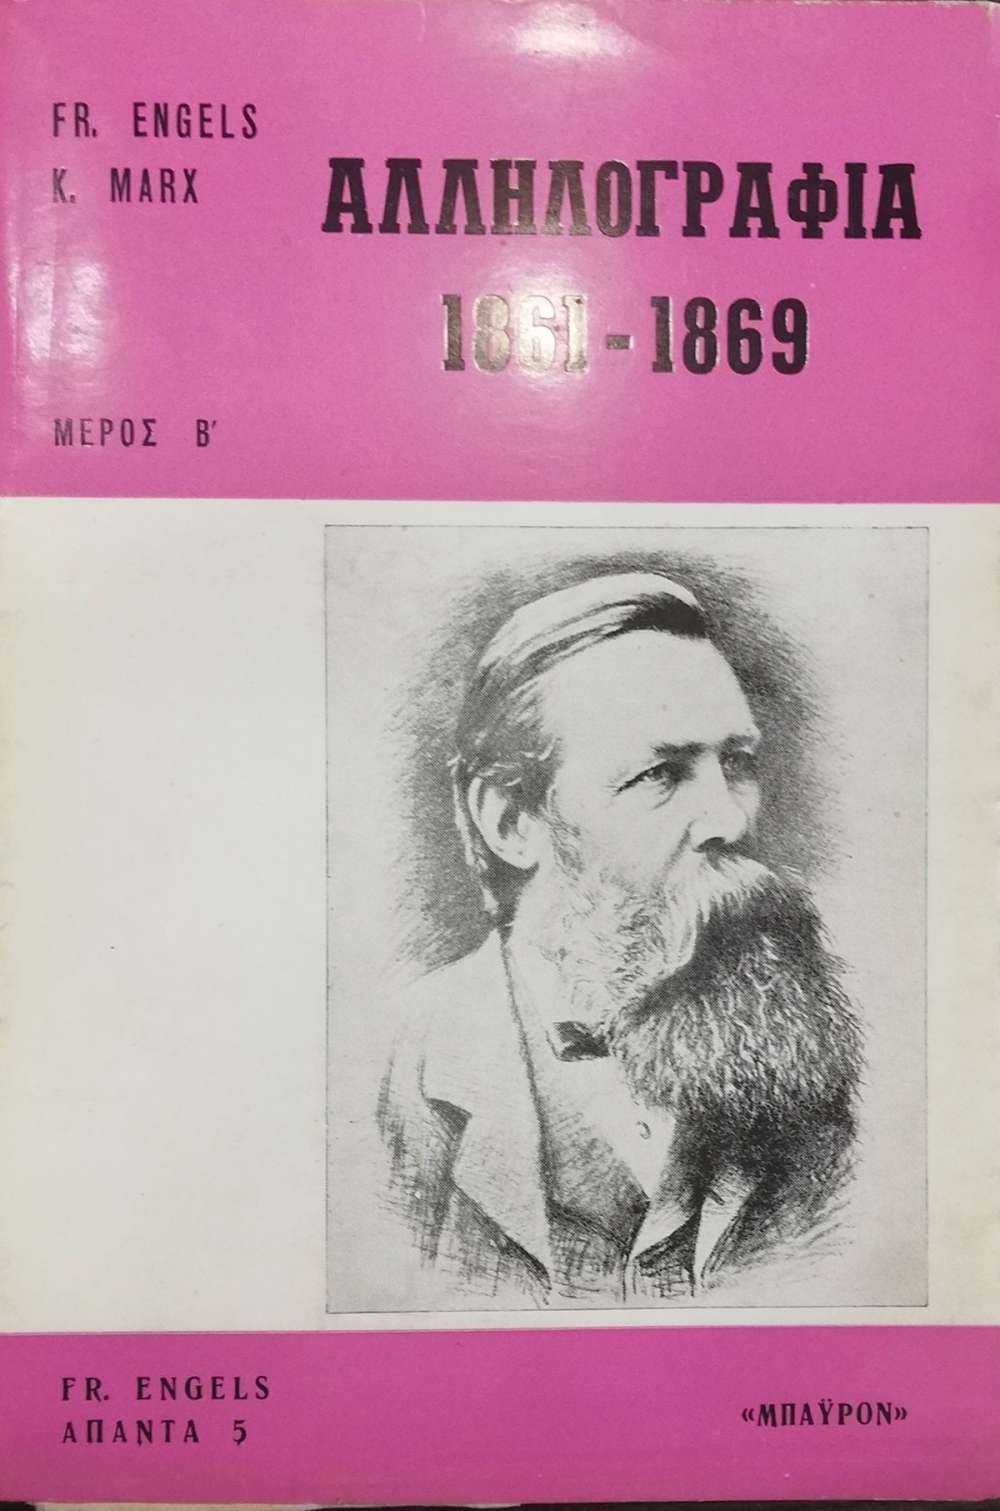 FR. ENGELS
K. MARX
ΑΛΛΗΛΟΓΡΑΦΙΑ
1861-1869
ΜΕΡΟΣ Β΄
FR. ENGELS
ΑΠΑΝΤΑ 5
«ΜΠΑΫΡΟΝ»